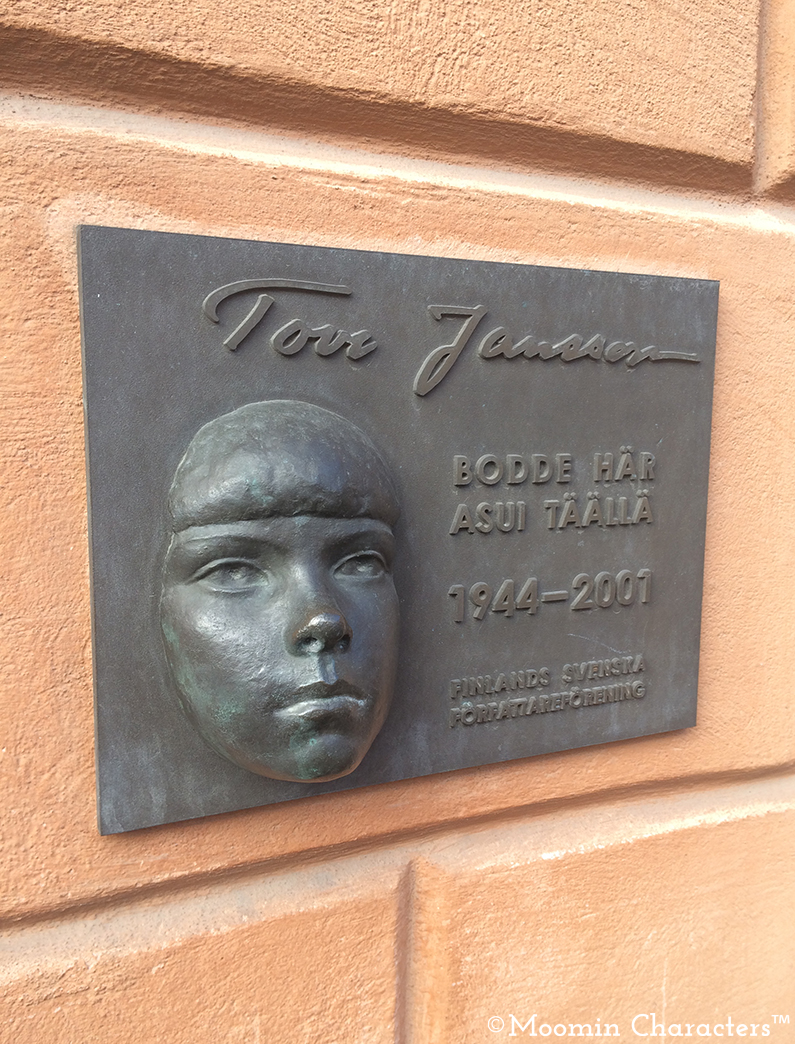 Tove Jansson
BODDE HÄR
ASUI TÄÄLLÄ
1944–2001
FINLANDS SVENSKA
FÖRFATTAREFÖRENING
©Moomin Characters™